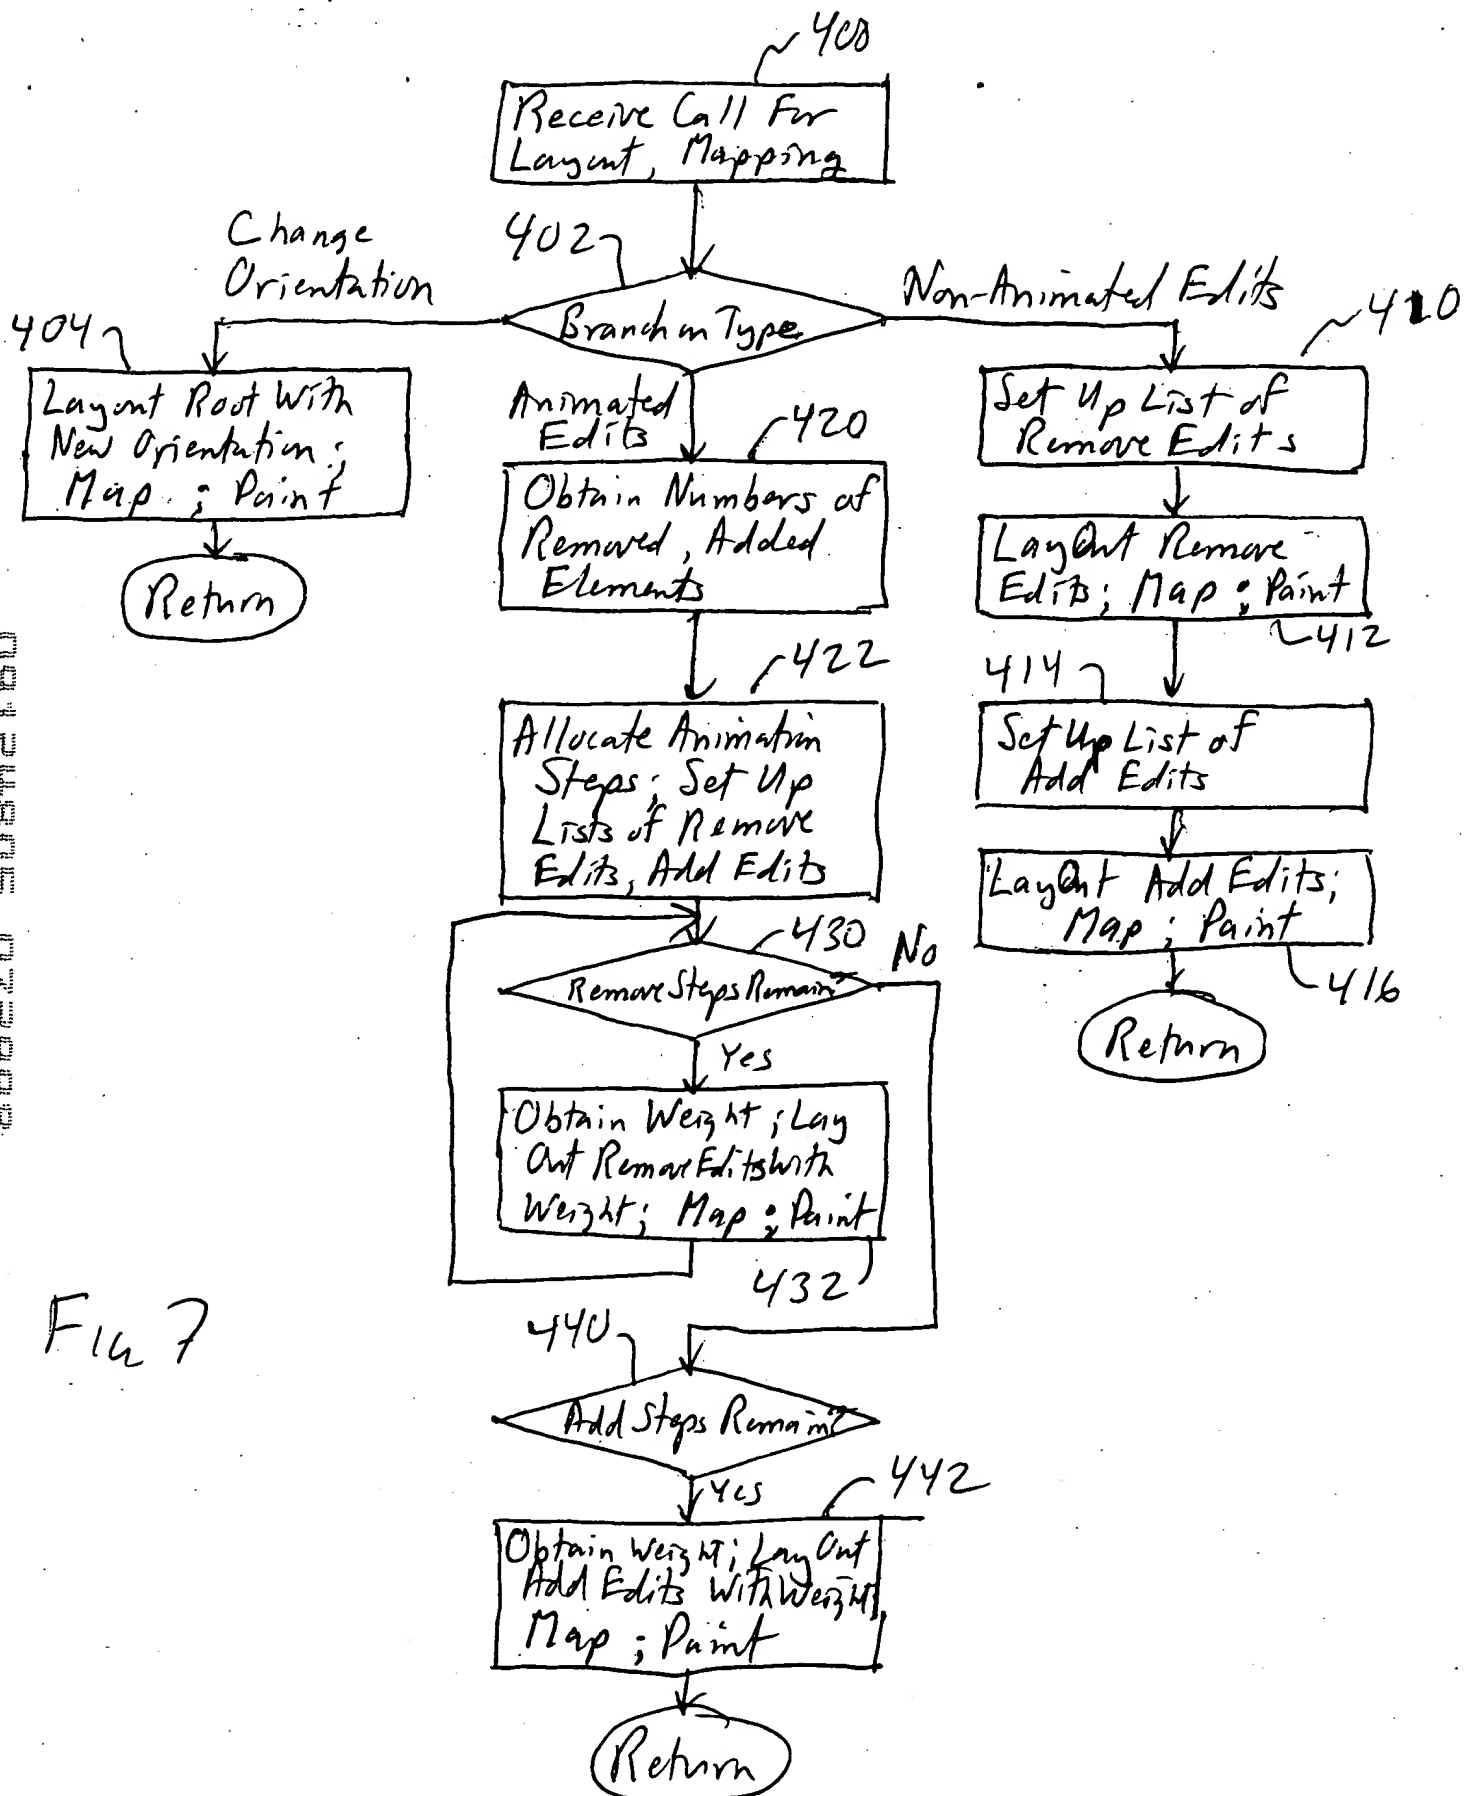 400
Receive Call For
Layout, Mapping
Change
Orientation
402
Branch on Type
Non-Animated Edits
404
Layout Root With
New Orientation;
Map ; Paint
Return
Animated
Edits
420
Obtain Numbers of
Removed, Added
Elements
422
Allocate Animation
Steps; Set Up
Lists of Remove
Edits, Add Edits
430
Remove Steps Remain?
No
Yes
Obtain Weight; Lay
Out Remove Edits With
Weight; Map ; Paint
432
440
Add Steps Remain?
Yes
442
Obtain Weight; Lay Out
Add Edits With Weight;
Map ; Paint
Return
410
Set Up List of
Remove Edits
Lay Out Remove
Edits; Map ; Paint
412
414
Set Up List of
Add Edits
Lay Out Add Edits;
Map ; Paint
416
Return
Fig 7